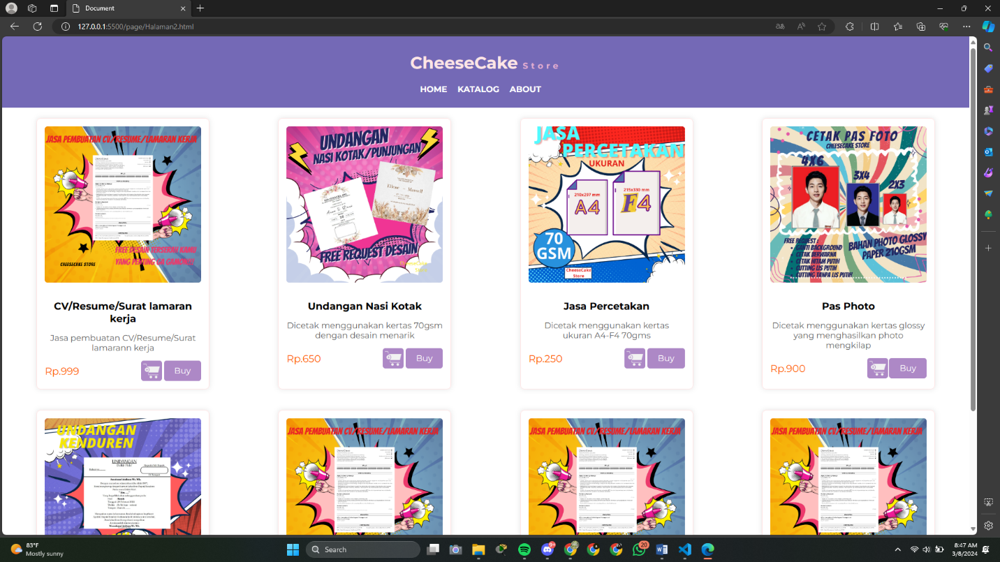 Document
127.0.0.1:5500/page/Halaman2.html
CheeseCake Store
HOME KATALOG ABOUT
JASA PEMBUATAN CV/RESUME/LAMARAN KERJA
FREE DESAIN TERSERAH KAMU
YANG PENTING GA GAMON!!!
CHEESECAKE STORE
CV/Resume/Surat lamaran
kerja
Jasa pembuatan CV/Resume/Surat
lamarann kerja
Rp.999
Buy
UNDANGAN
NASI KOTAK/PUNJUNGAN
FREE REQUEST DESAIN
CheeseCake
Store
Undangan Nasi Kotak
Dicetak menggunakan kertas 70gsm
dengan desain menarik
Rp.650
Buy
JASA
PERCETAKAN
UKURAN
210x297 mm
A4
215x330 mm
F4
70
GSM
CheeseCake
Store
Jasa Percetakan
Dicetak menggunakan kertas
ukuran A4-F4 70gms
Rp.250
Buy
CETAK PAS FOTO
CHEESECAKE STORE
4X6
3X4
2X3
FREE REQUEST :
GANTI BACKGROUND
CETAK BERWARNA
CETAK HITAM PUTIH
CUTTING LIS PUTIH
CUTTING TANPA LIS PUTIH
BAHAN PHOTO GLOSSY
PAPER 210GSM
Pas Photo
Dicetak menggunakan kertas glossy
yang menghasilkan photo
mengkilap
Rp.900
Buy
UNDANGAN
KENDUREN
UNDANGAN
JASA PEMBUATAN CV/RESUME/LAMARAN KERJA
JASA PEMBUATAN CV/RESUME/LAMARAN KERJA
JASA PEMBUATAN CV/RESUME/LAMARAN KERJA
83°F
Mostly sunny
Search
9+
20
8:47 AM
3/8/2024